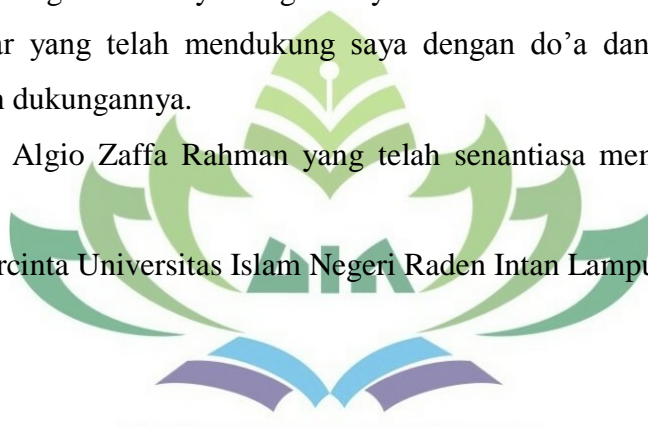 ar yang telah mendukung saya dengan do’a dan
dukungannya.
Algio Zaffa Rahman yang telah senantiasa mem
rcinta Universitas Islam Negeri Raden Intan Lampu